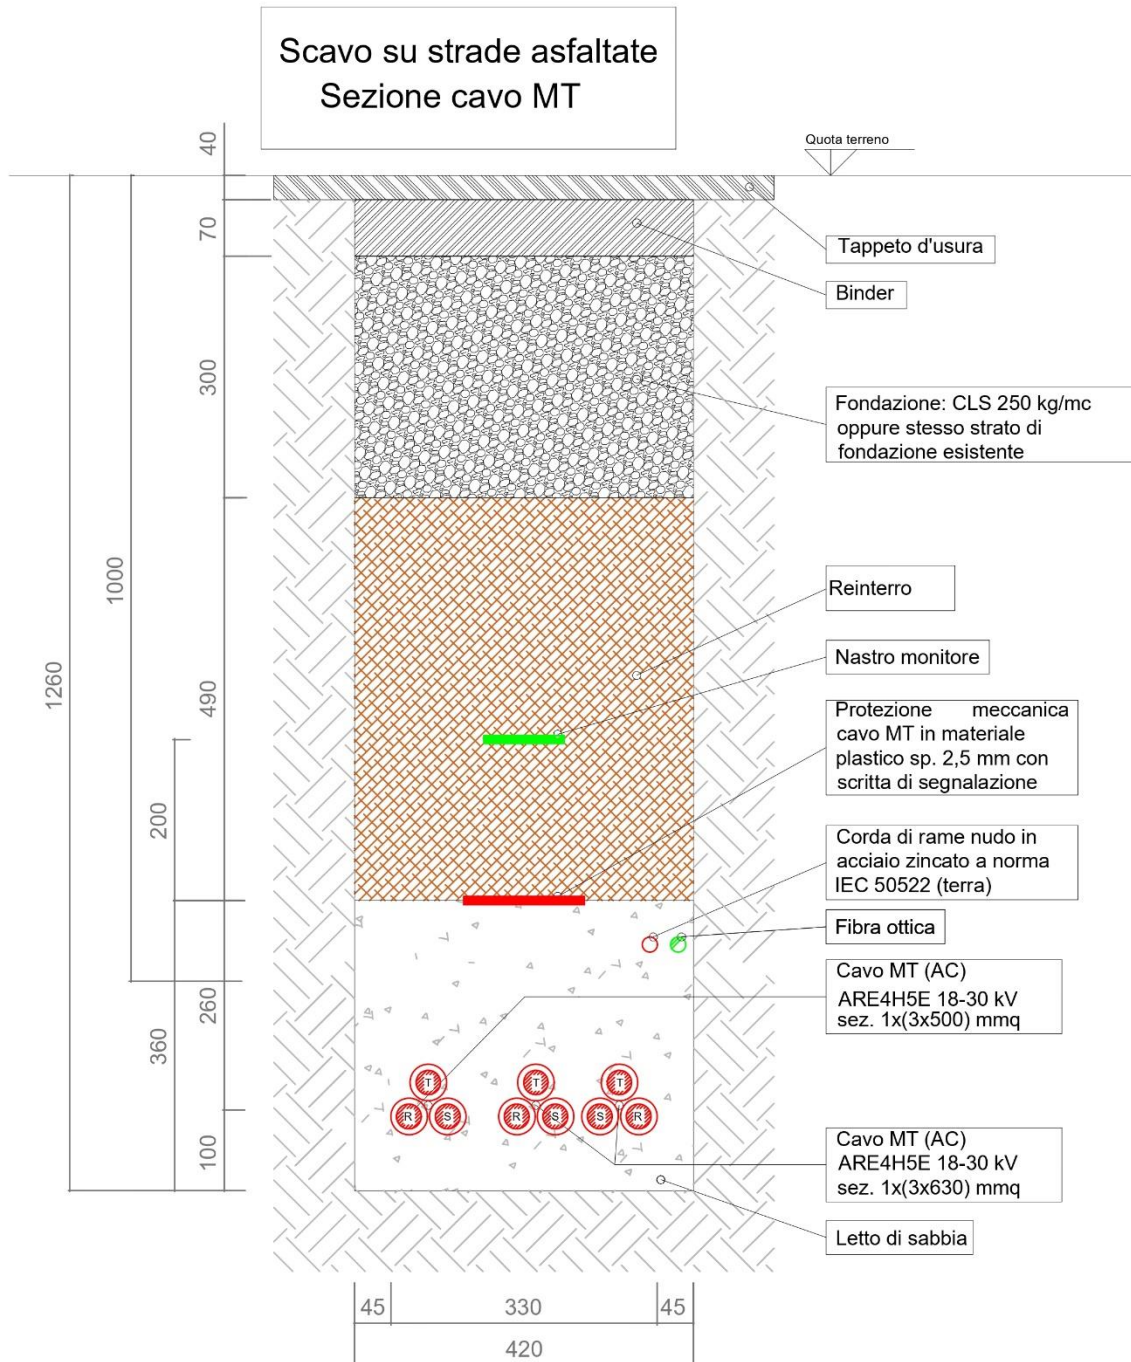 Scavo su strade asfaltate
Sezione cavo MT
Quota terreno
Tappeto d'usura
Binder
Fondazione: CLS 250 kg/mc
oppure stesso strato di
fondazione esistente
Reinterro
Nastro monitore
Protezione meccanica
cavo MT in materiale
plastico sp. 2,5 mm con
scritta di segnalazione
Corda di rame nudo in
acciaio zincato a norma
IEC 50522 (terra)
Fibra ottica
Cavo MT (AC)
ARE4H5E 18-30 kV
sez. 1x(3x500) mmq
Cavo MT (AC)
ARE4H5E 18-30 kV
sez. 1x(3x630) mmq
Letto di sabbia
40
70
300
490
260
100
200
360
1000
1260
T
R S
T
R S
T
S R
45 330 45
420